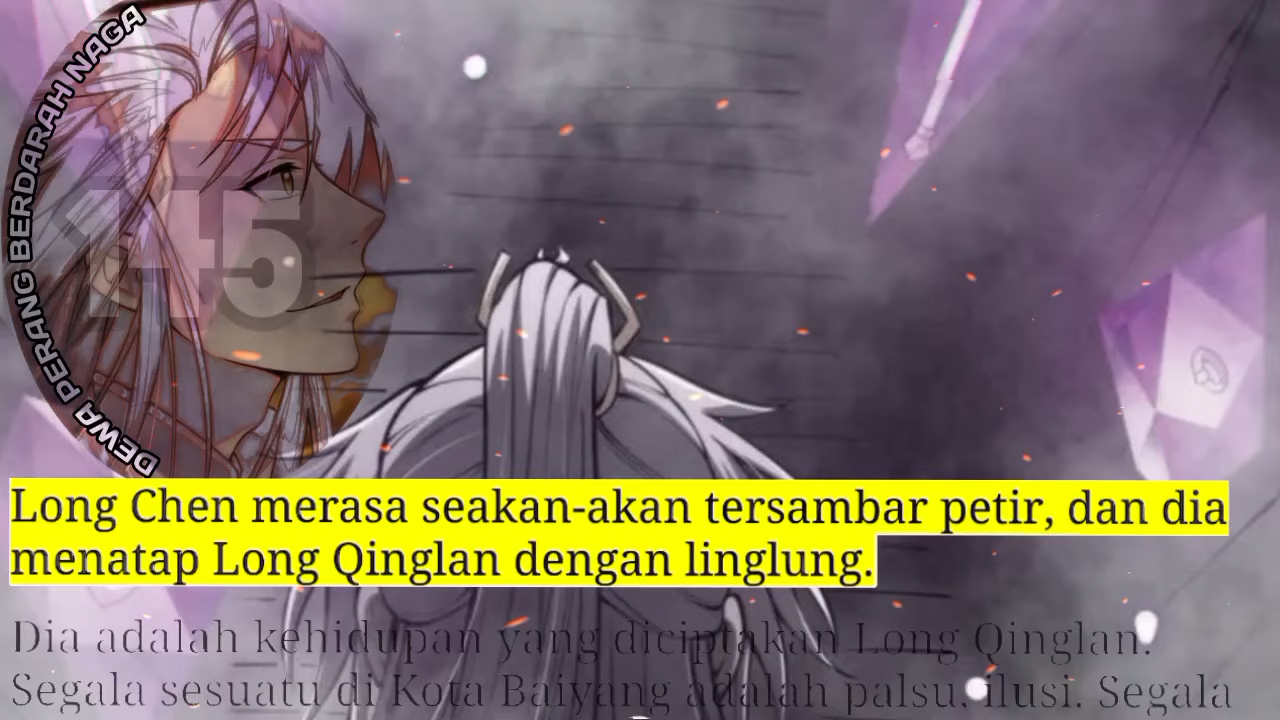 DEWA PERANG BERDARAH NAGA
145
Long Chen merasa seakan-akan tersambar petir, dan dia
menatap Long Qinglan dengan linglung.
Dia adalah kehidupan yang diciptakan Long Qinglan.
Segala sesuatu di Kota Baiyang adalah palsu, ilusi. Segala